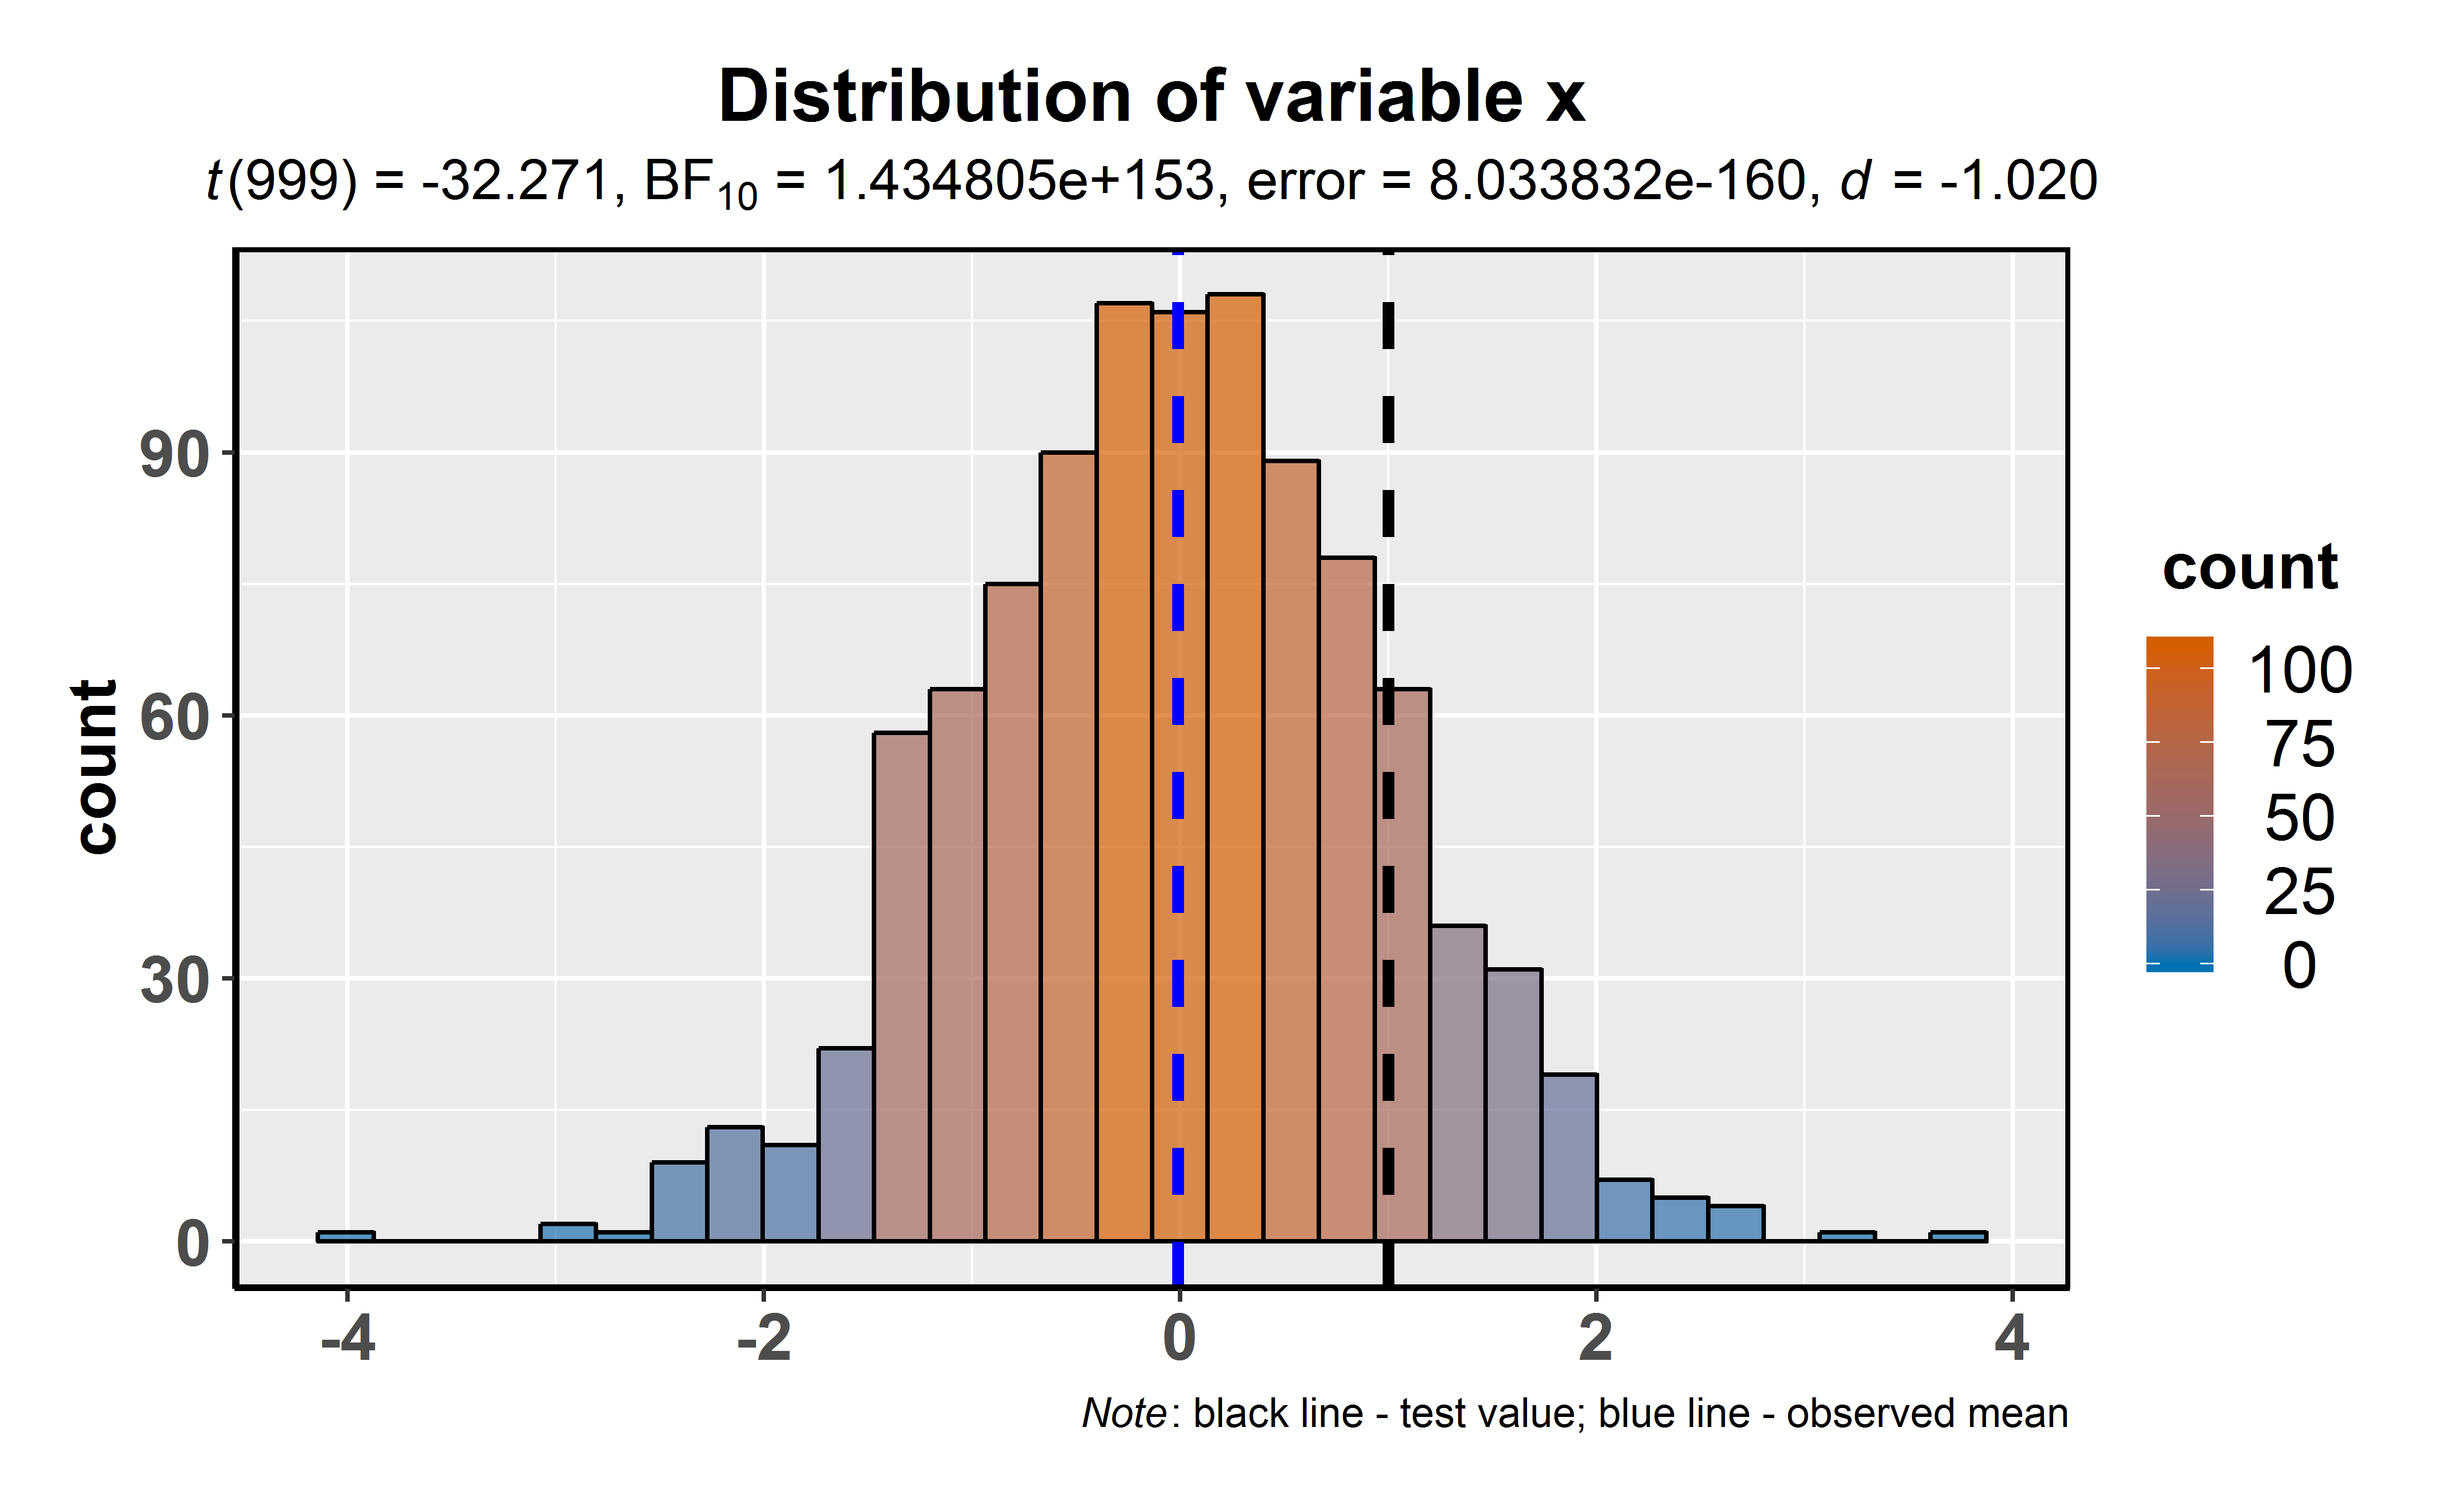 Distribution of variable x
t(999) = -32.271, BF₁₀ = 1.434805e+153, error = 8.033832e-160, d = -1.020
count
90
60
30
0
-4
-2
0
2
4
count
100
75
50
25
0
Note: black line - test value; blue line - observed mean